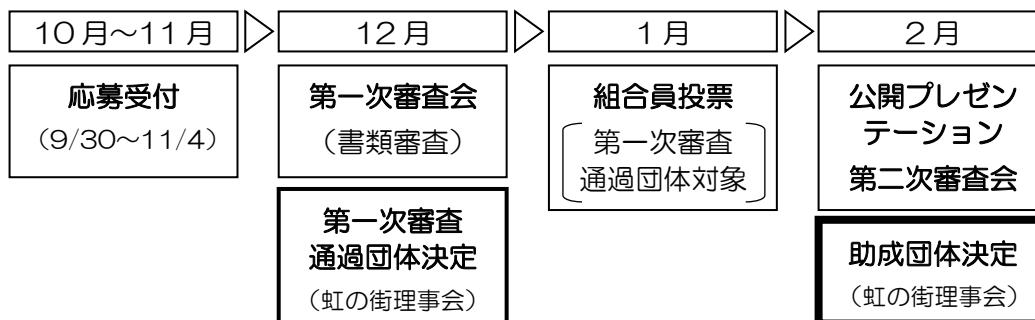 10月～11月
応募受付
（9/30～11/4）
12月
第一次審査会
（書類審査）
第一次審査
通過団体決定
（虹の街理事会）
1月
組合員投票
第一次審査
通過団体対象
2月
公開プレゼン
テーション
第二次審査会
助成団体決定
（虹の街理事会）